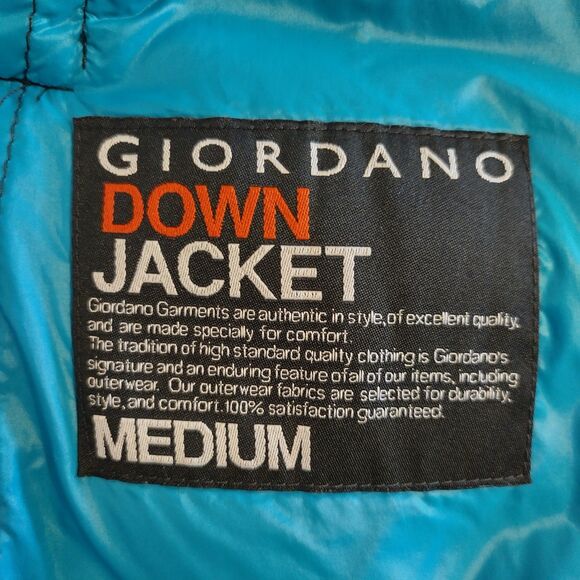 GIORDANO
DOWN
JACKET
Giordano Garments are authentic in style, of excellent quality,
and are made specially for comfort.
The tradition of high standard quality clothing is Giordano's
signature and an enduring feature of all of our items, including
outerwear. Our outerwear fabrics are selected for durability,
style, and comfort. 100% satisfaction guaranteed.
MEDIUM